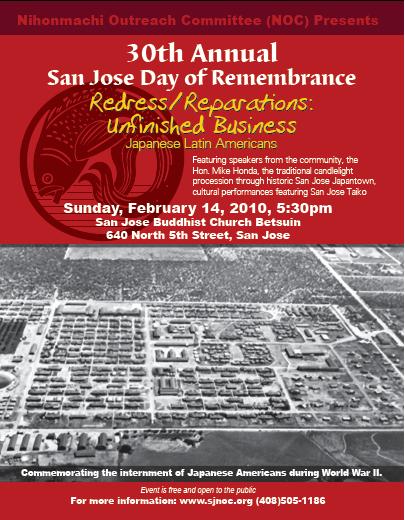 Nihonmachi Outreach Committee (NOC) Presents
30th Annual
San Jose Day of Remembrance
Redress/Reparations:
Unfinished Business
Japanese Latin Americans
Featuring speakers from the community, the
Hon. Mike Honda, the traditional candlelight
procession through historic San Jose Japantown,
cultural performances featuring San Jose Taiko
Sunday, February 14, 2010, 5:30pm
San Jose Buddhist Church Betsuin
640 North 5th Street, San Jose
Commemorating the internment of Japanese Americans during World War II.
Event is free and open to the public
For more information: www.sjnoc.org (408)505-1186